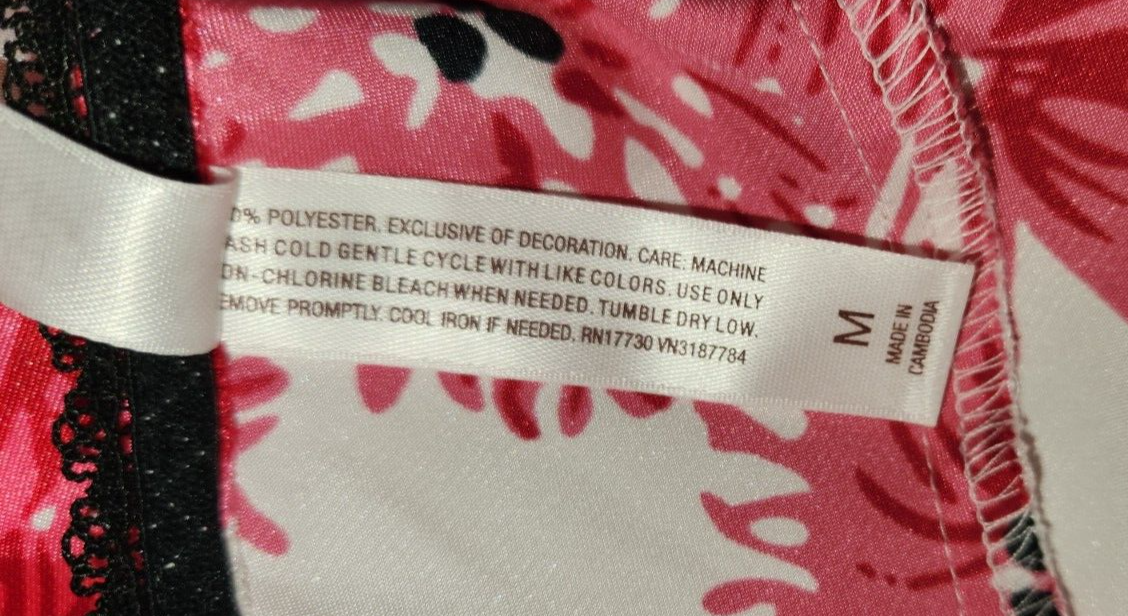 0% POLYESTER. EXCLUSIVE OF DECORATION. CARE: MACHINE
ASH COLD GENTLE CYCLE WITH LIKE COLORS. USE ONLY
ON-CHLORINE BLEACH WHEN NEEDED. TUMBLE DRY LOW.
EMOVE PROMPTLY. COOL IRON IF NEEDED. RN17730 VN3187784
M
MADE IN
CAMBODIA